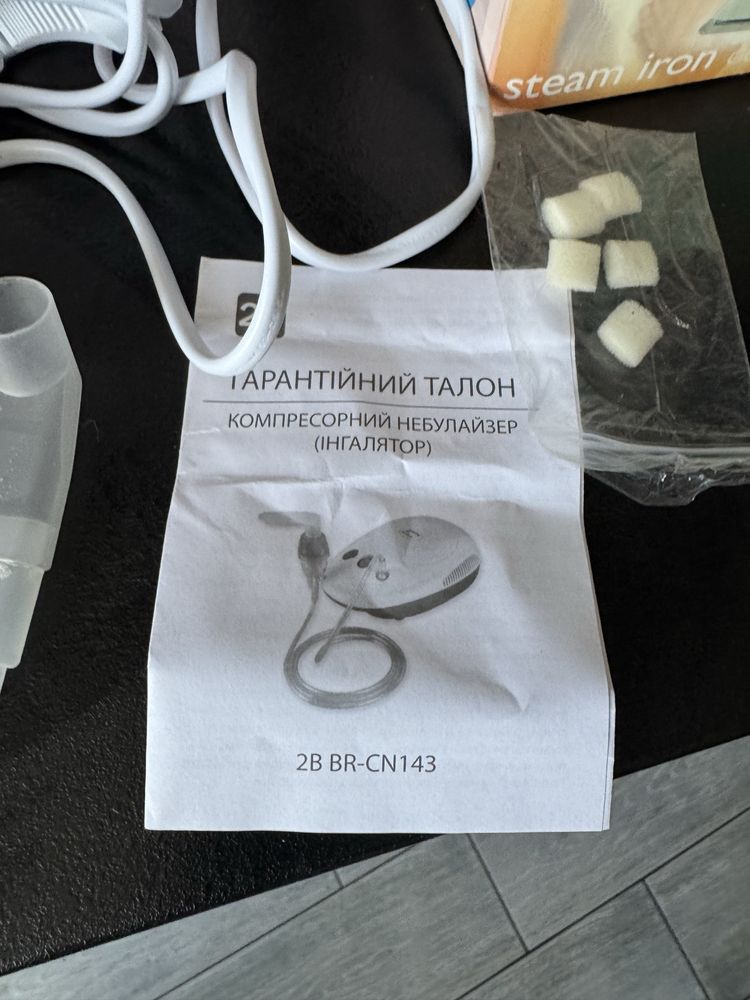 steam iron
ГАРАНТІЙНИЙ ТАЛОН
КОМПРЕСОРНИЙ НЕБУЛАЙЗЕР
(ІНГАЛЯТОР)
2B BR-CN143